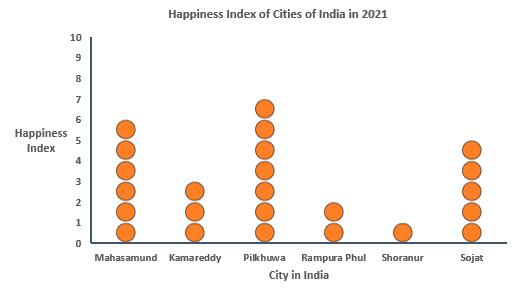 Happiness Index of Cities of India in 2021
10
9
8
7
6
5
4
3
2
1
0
Happiness
Index
Mahasamund Kamareddy Pilkhuwa Rampura Phul Shoranur Sojat
City in India